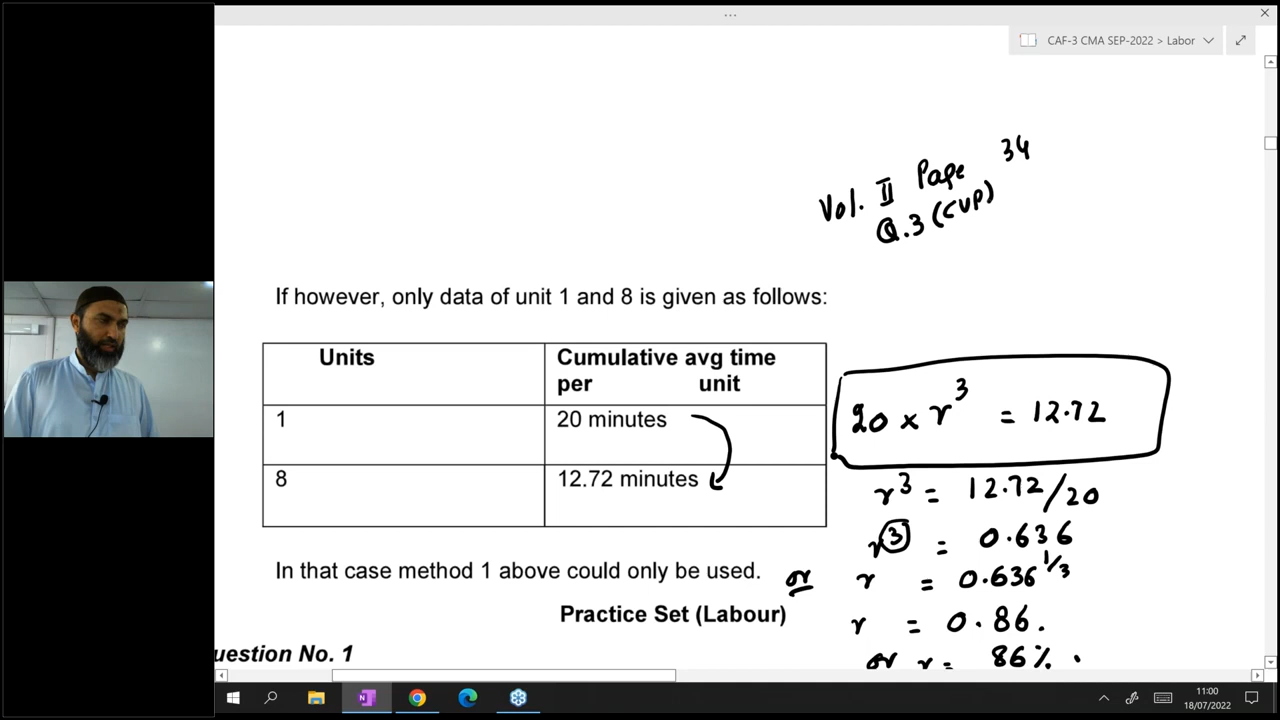 CAF-3 CMA SEP-2022 > Labor
Vol. II Page 34
Q.3 (CVP)
If however, only data of unit 1 and 8 is given as follows:
Units
Cumulative avg time
per unit
1
20 minutes
8
12.72 minutes
20 × r³ = 12.72
r³ = 12.72/20
r³ = 0.636
or r = 0.636^1/3
r = 0.86.
or r = 86%.
In that case method 1 above could only be used.
Practice Set (Labour)
uestion No. 1
11:00
18/07/2022